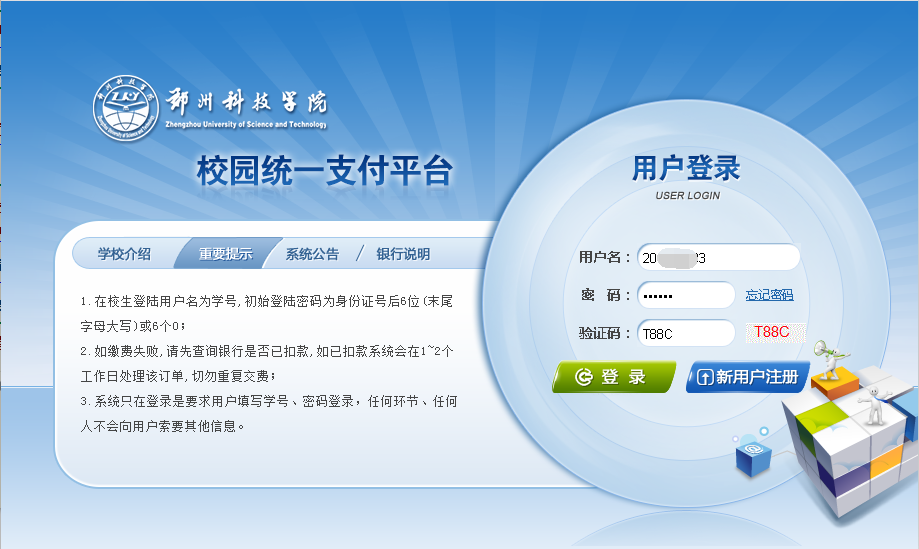 郑州科技学院
Zhengzhou University of Science and Technology
校园统一支付平台
用户登录
USER LOGIN
学校介绍 重要提示 系统公告 / 银行说明
1.在校生登陆用户名为学号,初始登陆密码为身份证号后6位(末尾
字母大写)或6个0；
2.如缴费失败,请先查询银行是否已扣款,如已扣款系统会在1~2个
工作日处理该订单,切勿重复交费；
3.系统只在登录是要求用户填写学号、密码登录，任何环节、任何
人不会向用户索要其他信息。
用户名： 20 23
密 码： •••••• 忘记密码
验证码： T88C T88C
登 录 新用户注册